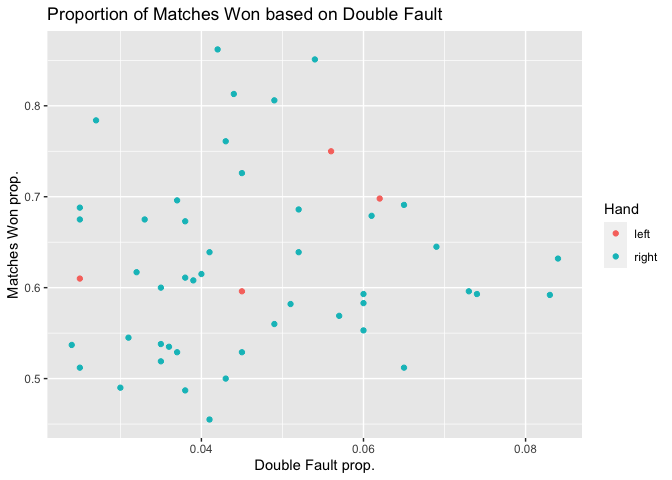 Proportion of Matches Won based on Double Fault
Matches Won prop.
0.8
0.7
0.6
0.5
0.04
0.06
0.08
Double Fault prop.
Hand
left
right